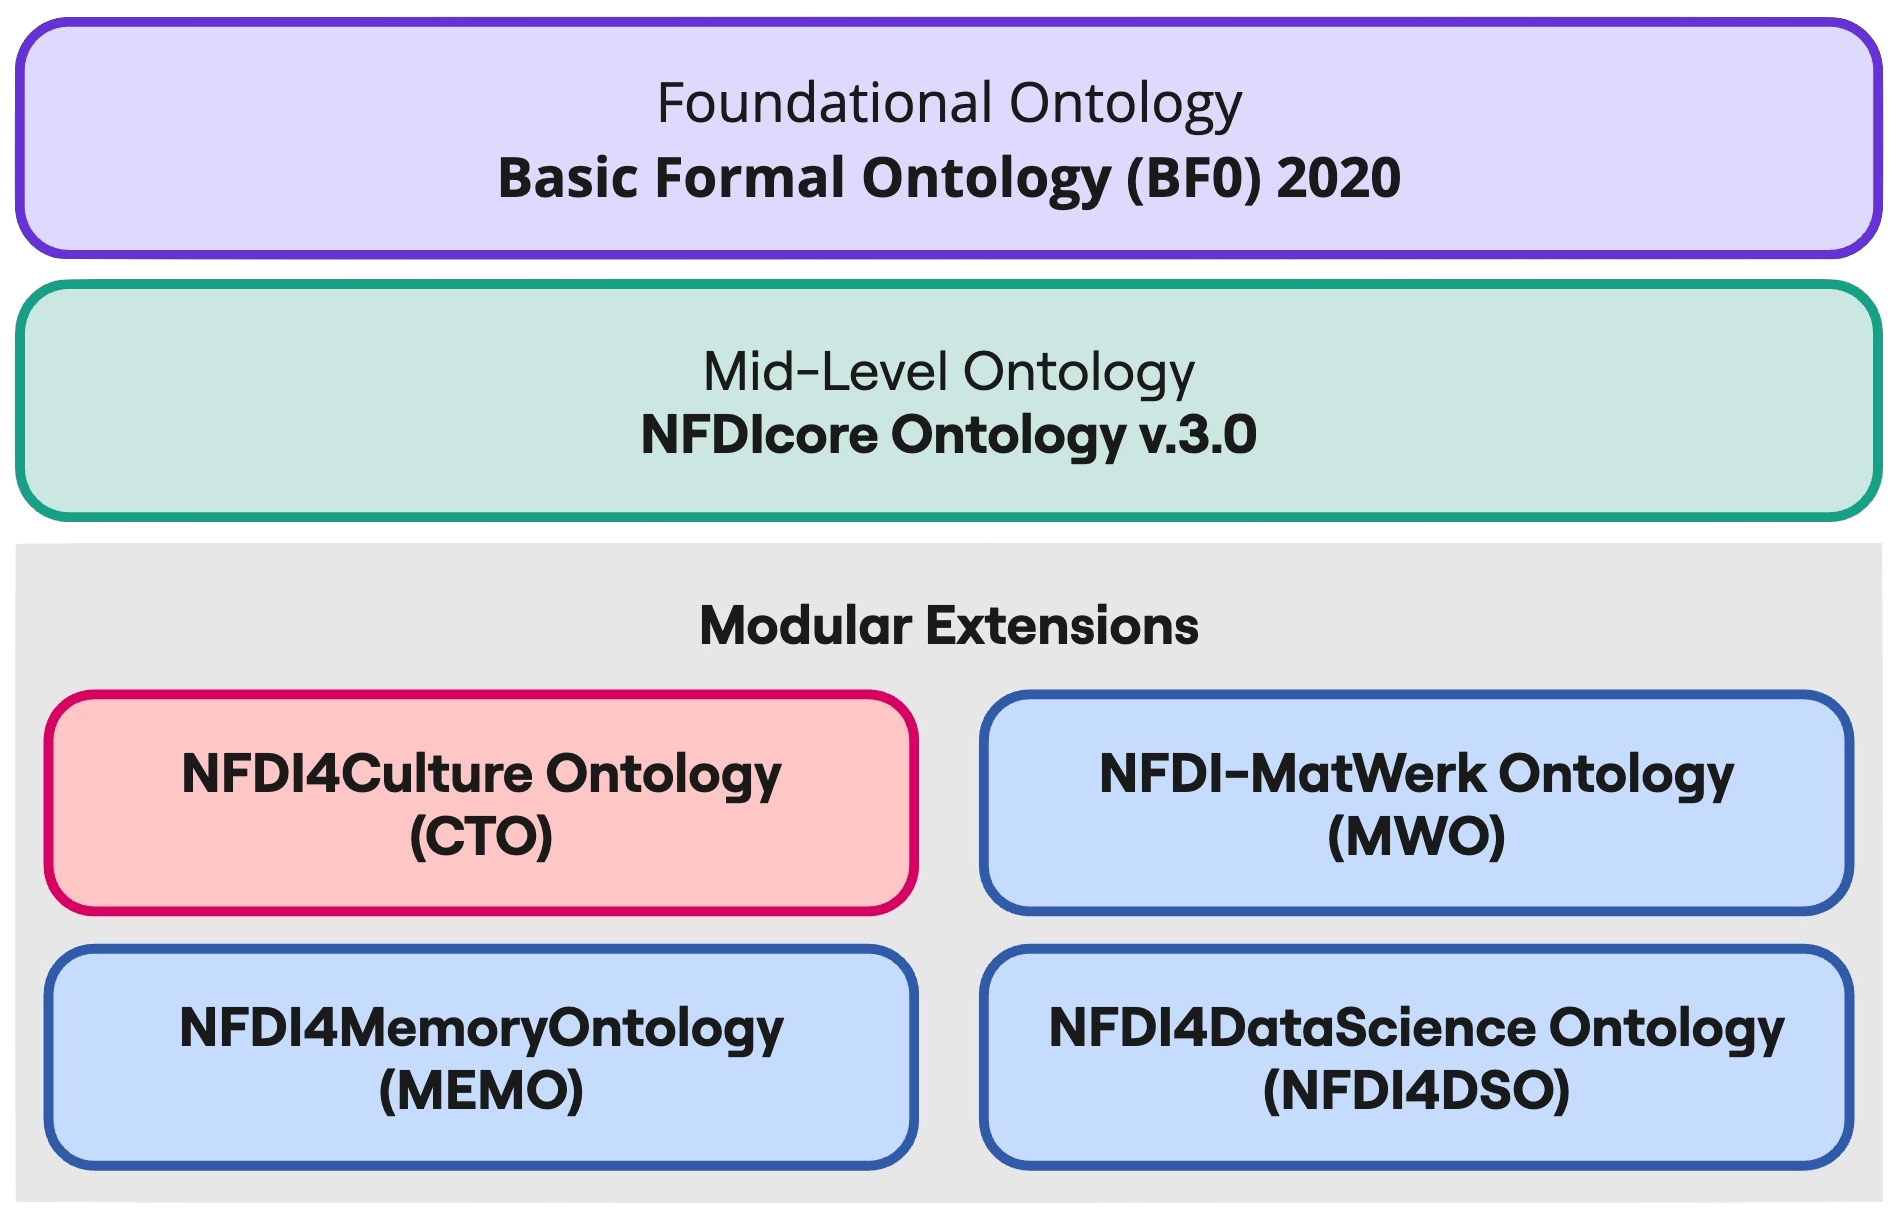 Foundational Ontology
Basic Formal Ontology (BF0) 2020
Mid-Level Ontology
NFDIcore Ontology v.3.0
Modular Extensions
NFDI4Culture Ontology
(CTO)
NFDI-MatWerk Ontology
(MWO)
NFDI4MemoryOntology
(MEMO)
NFDI4DataScience Ontology
(NFDI4DSO)